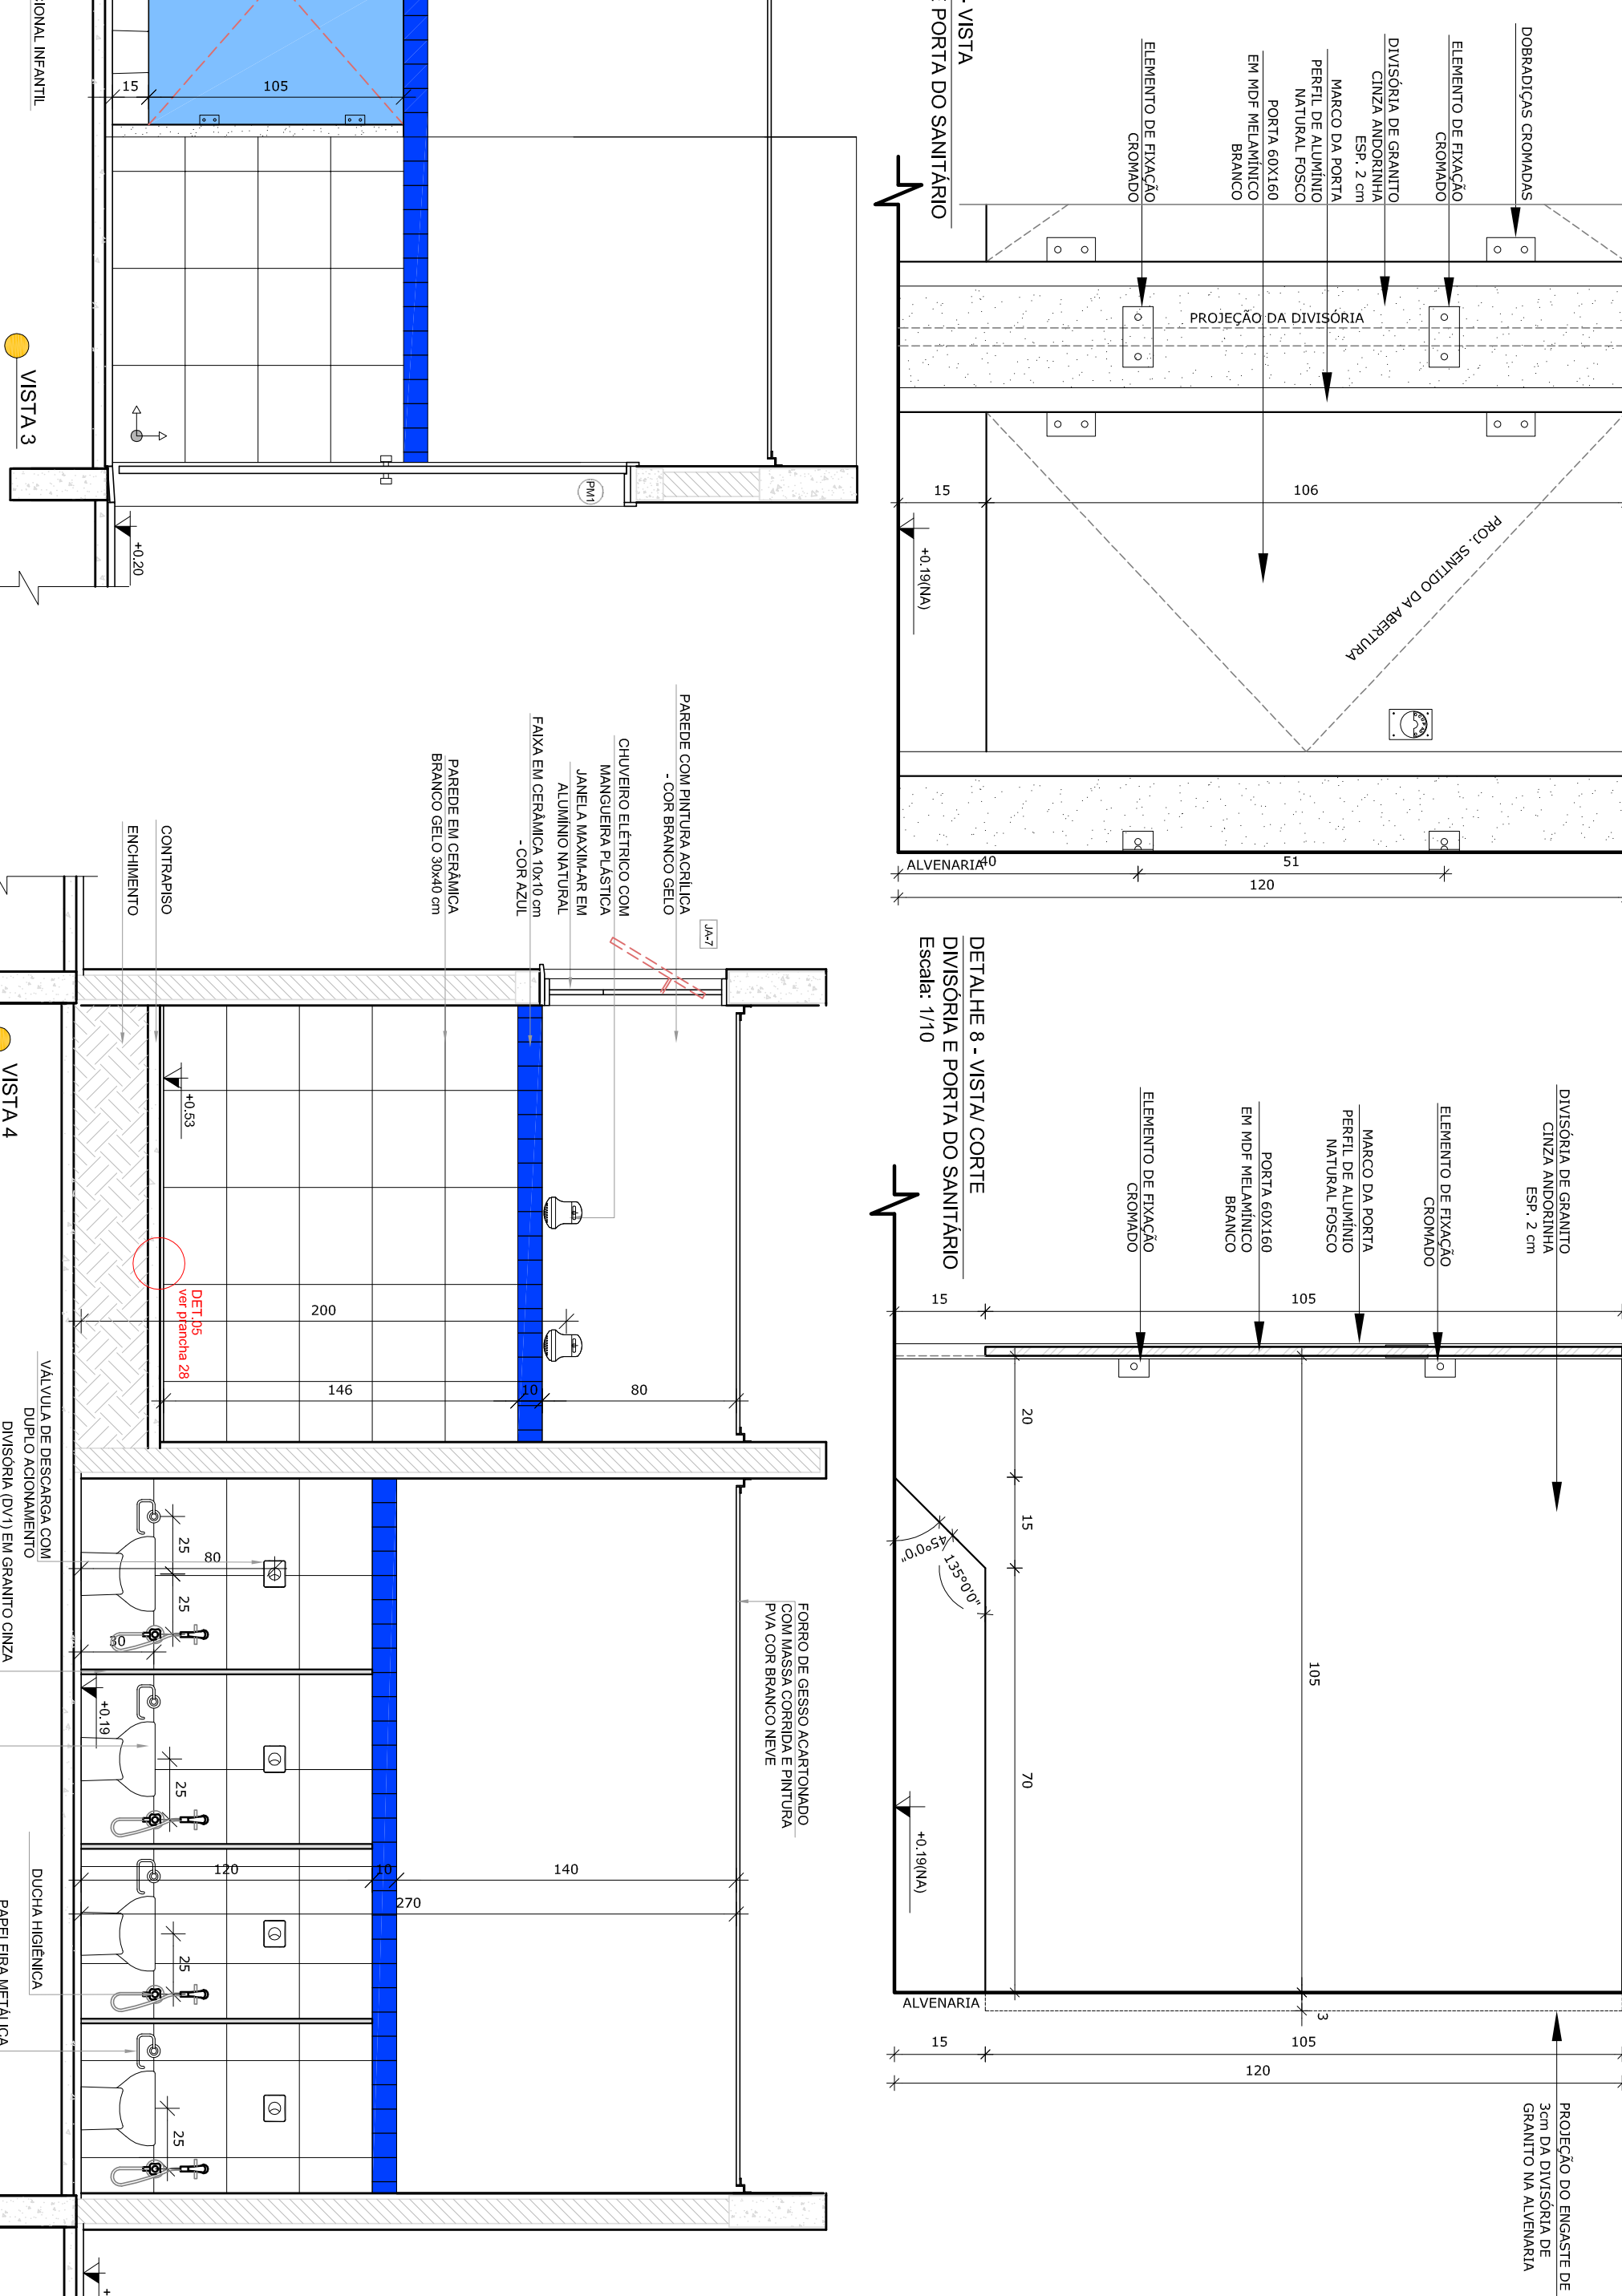 - VISTA
PORTA DO SANITÁRIO
DOBRADIÇAS CROMADAS
ELEMENTO DE FIXAÇÃO
CROMADO
DIVISÓRIA DE GRANITO
CINZA ANDORINHA
ESP. 2 cm
MARCO DA PORTA
PERFIL DE ALUMÍNIO
NATURAL FOSCO
PORTA 60X160
EM MDF MELAMÍNICO
BRANCO
ELEMENTO DE FIXAÇÃO
CROMADO
PROJEÇÃO DA DIVISÓRIA
15
106
PROJ. SENTIDO DA ABERTURA
+0.19(NA)
ALVENARIA
40
51
120
DETALHE 8 - VISTA/ CORTE
DIVISÓRIA E PORTA DO SANITÁRIO
Escala: 1/10
DIVISÓRIA DE GRANITO
CINZA ANDORINHA
ESP. 2 cm
ELEMENTO DE FIXAÇÃO
CROMADO
MARCO DA PORTA
PERFIL DE ALUMÍNIO
NATURAL FOSCO
PORTA 60X160
EM MDF MELAMÍNICO
BRANCO
ELEMENTO DE FIXAÇÃO
CROMADO
15
105
20
15
45°0'0"
135°0'0"
105
70
+0.19(NA)
ALVENARIA
3
15
105
120
PROJEÇÃO DO ENGASTE DE
3cm DA DIVISÓRIA DE
GRANITO NA ALVENARIA
CIONAL INFANTIL
15
105
PM1
+0.20
VISTA 3
PAREDE COM PINTURA ACRÍLICA
- COR BRANCO GELO
CHUVEIRO ELÉTRICO COM
MANGUEIRA PLÁSTICA
JANELA MAXIM-AR EM
ALUMÍNIO NATURAL
FAIXA EM CERÂMICA 10x10 cm
- COR AZUL
PAREDE EM CERÂMICA
BRANCO GELO 30x40 cm
CONTRAPISO
ENCHIMENTO
JA-7
+0.53
DET.05
ver prancha 28
200
146
10
80
VISTA 4
VÁLVULA DE DESCARGA COM
DUPLO ACIONAMENTO
DIVISÓRIA (DV1) EM GRANITO CINZA
25
80
25
30
+0.19
25
FORRO DE GESSO ACARTONADO
COM MASSA CORRIDA E PINTURA
PVA COR BRANCO NEVE
120
10
140
270
25
DUCHA HIGIÊNICA
PAPELEIRA METÁLICA
25